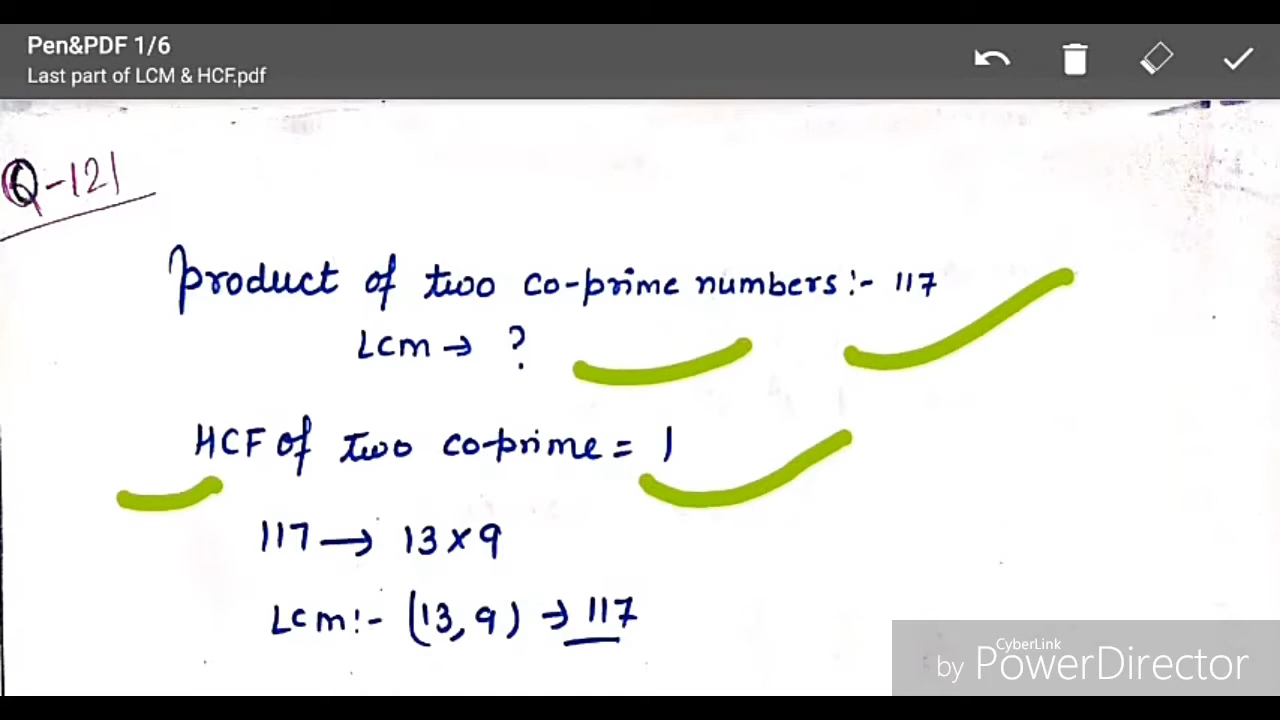 Pen&PDF 1/6
Last part of LCM & HCF.pdf
Q-121
product of two co-prime numbers:- 117
LCM → ?
HCF of two co-prime = 1
117 → 13 x 9
LCM:- (13, 9) → 117
CyberLink
by PowerDirector